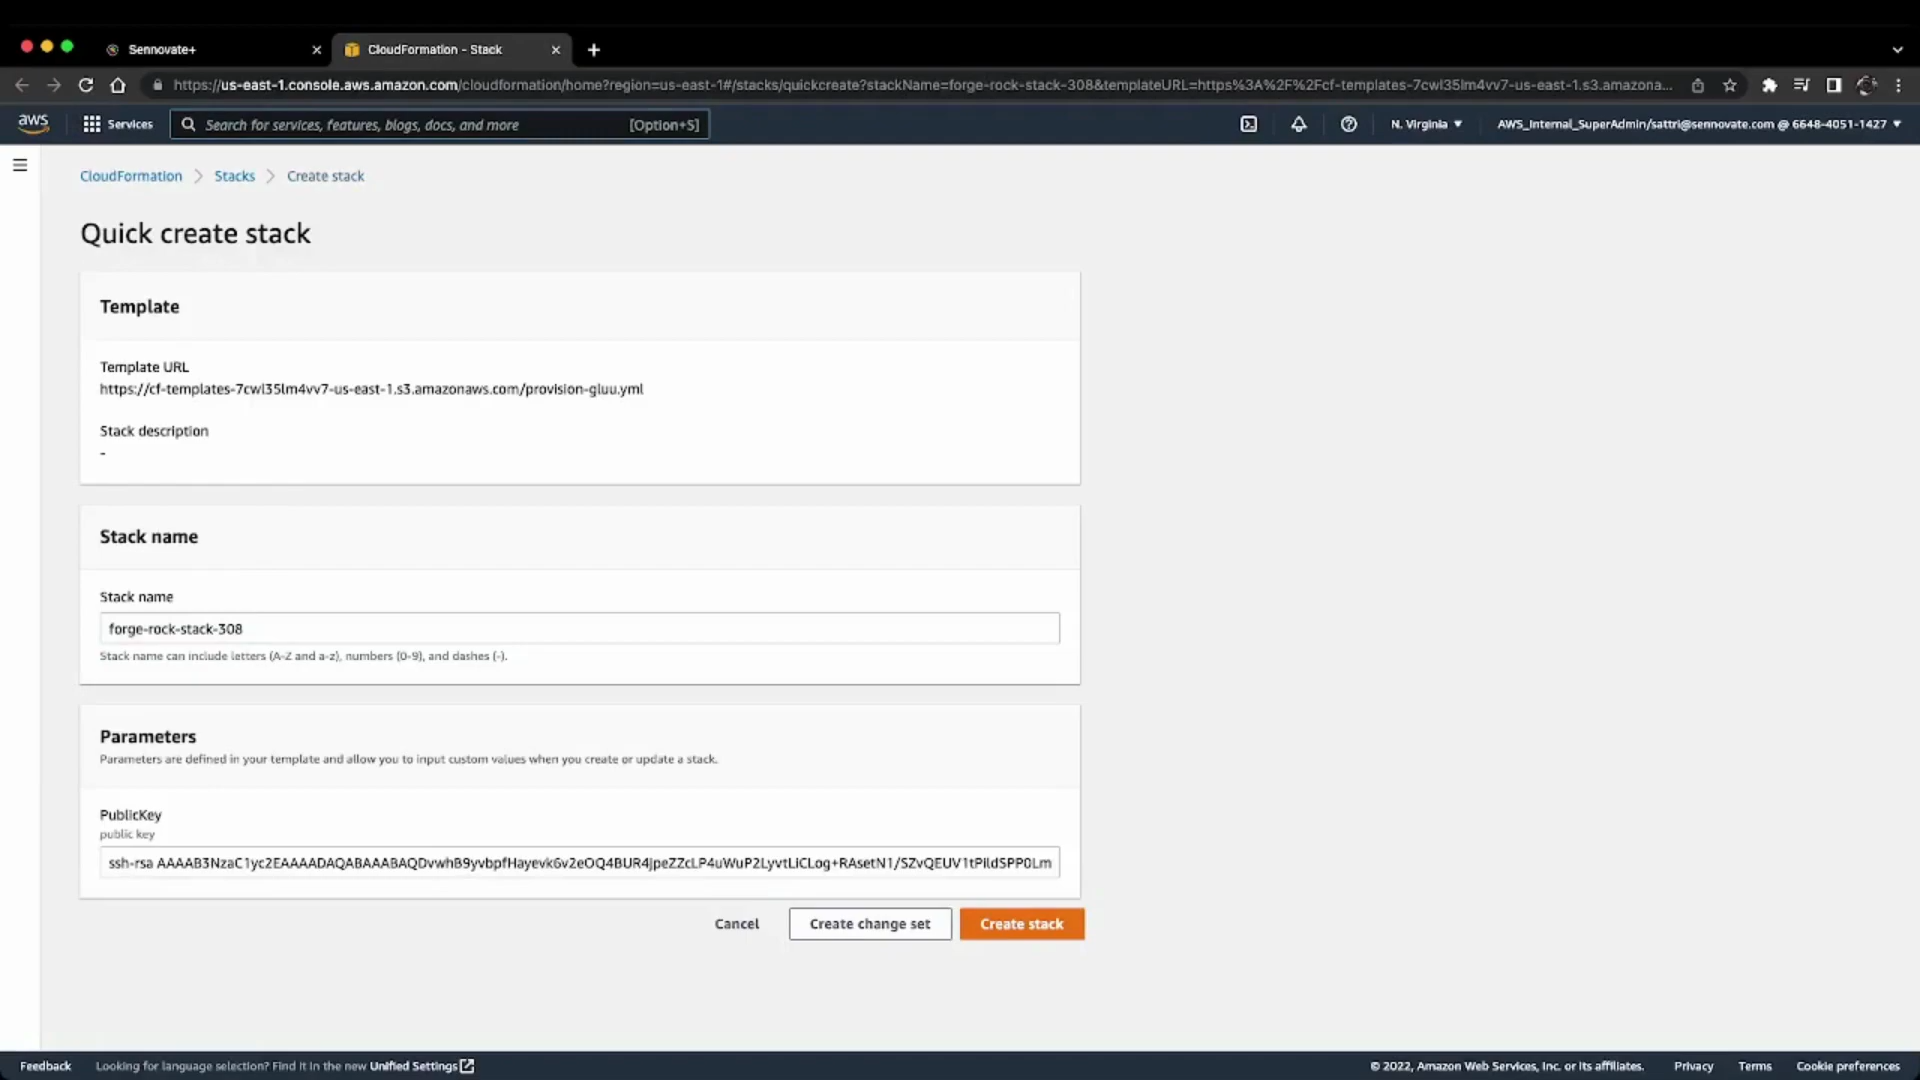 Sennovate+
CloudFormation - Stack
https://us-east-1.console.aws.amazon.com/cloudformation/home?region=us-east-1#/stacks/quickcreate?stackName=forge-rock-stack-308&templateURL=https%3A%2F%2Fcf-templates-7cwl35lm4vv7-us-east-1.s3.amazona...
aws
Services
Search for services, features, blogs, docs, and more
[Option+S]
N. Virginia
AWS_Internal_SuperAdmin/sattri@sennovate.com @ 6648-4051-1427
CloudFormation
Stacks
Create stack
Quick create stack
Template
Template URL
https://cf-templates-7cwl35lm4vv7-us-east-1.s3.amazonaws.com/provision-gluu.yml
Stack description
-
Stack name
Stack name
forge-rock-stack-308
Stack name can include letters (A-Z and a-z), numbers (0-9), and dashes (-).
Parameters
Parameters are defined in your template and allow you to input custom values when you create or update a stack.
PublicKey
public key
ssh-rsa AAAAB3NzaC1yc2EAAAADAQABAAABAQDvwhB9yvbpfHayevk6v2eOQ4BUR4jpeZZcLP4uWuP2LyvtLiCLog+RAsetN1/SZvQEUV1tPildSPP0Lm
Cancel
Create change set
Create stack
Feedback
Looking for language selection? Find it in the new Unified Settings
© 2022, Amazon Web Services, Inc. or its affiliates.
Privacy
Terms
Cookie preferences